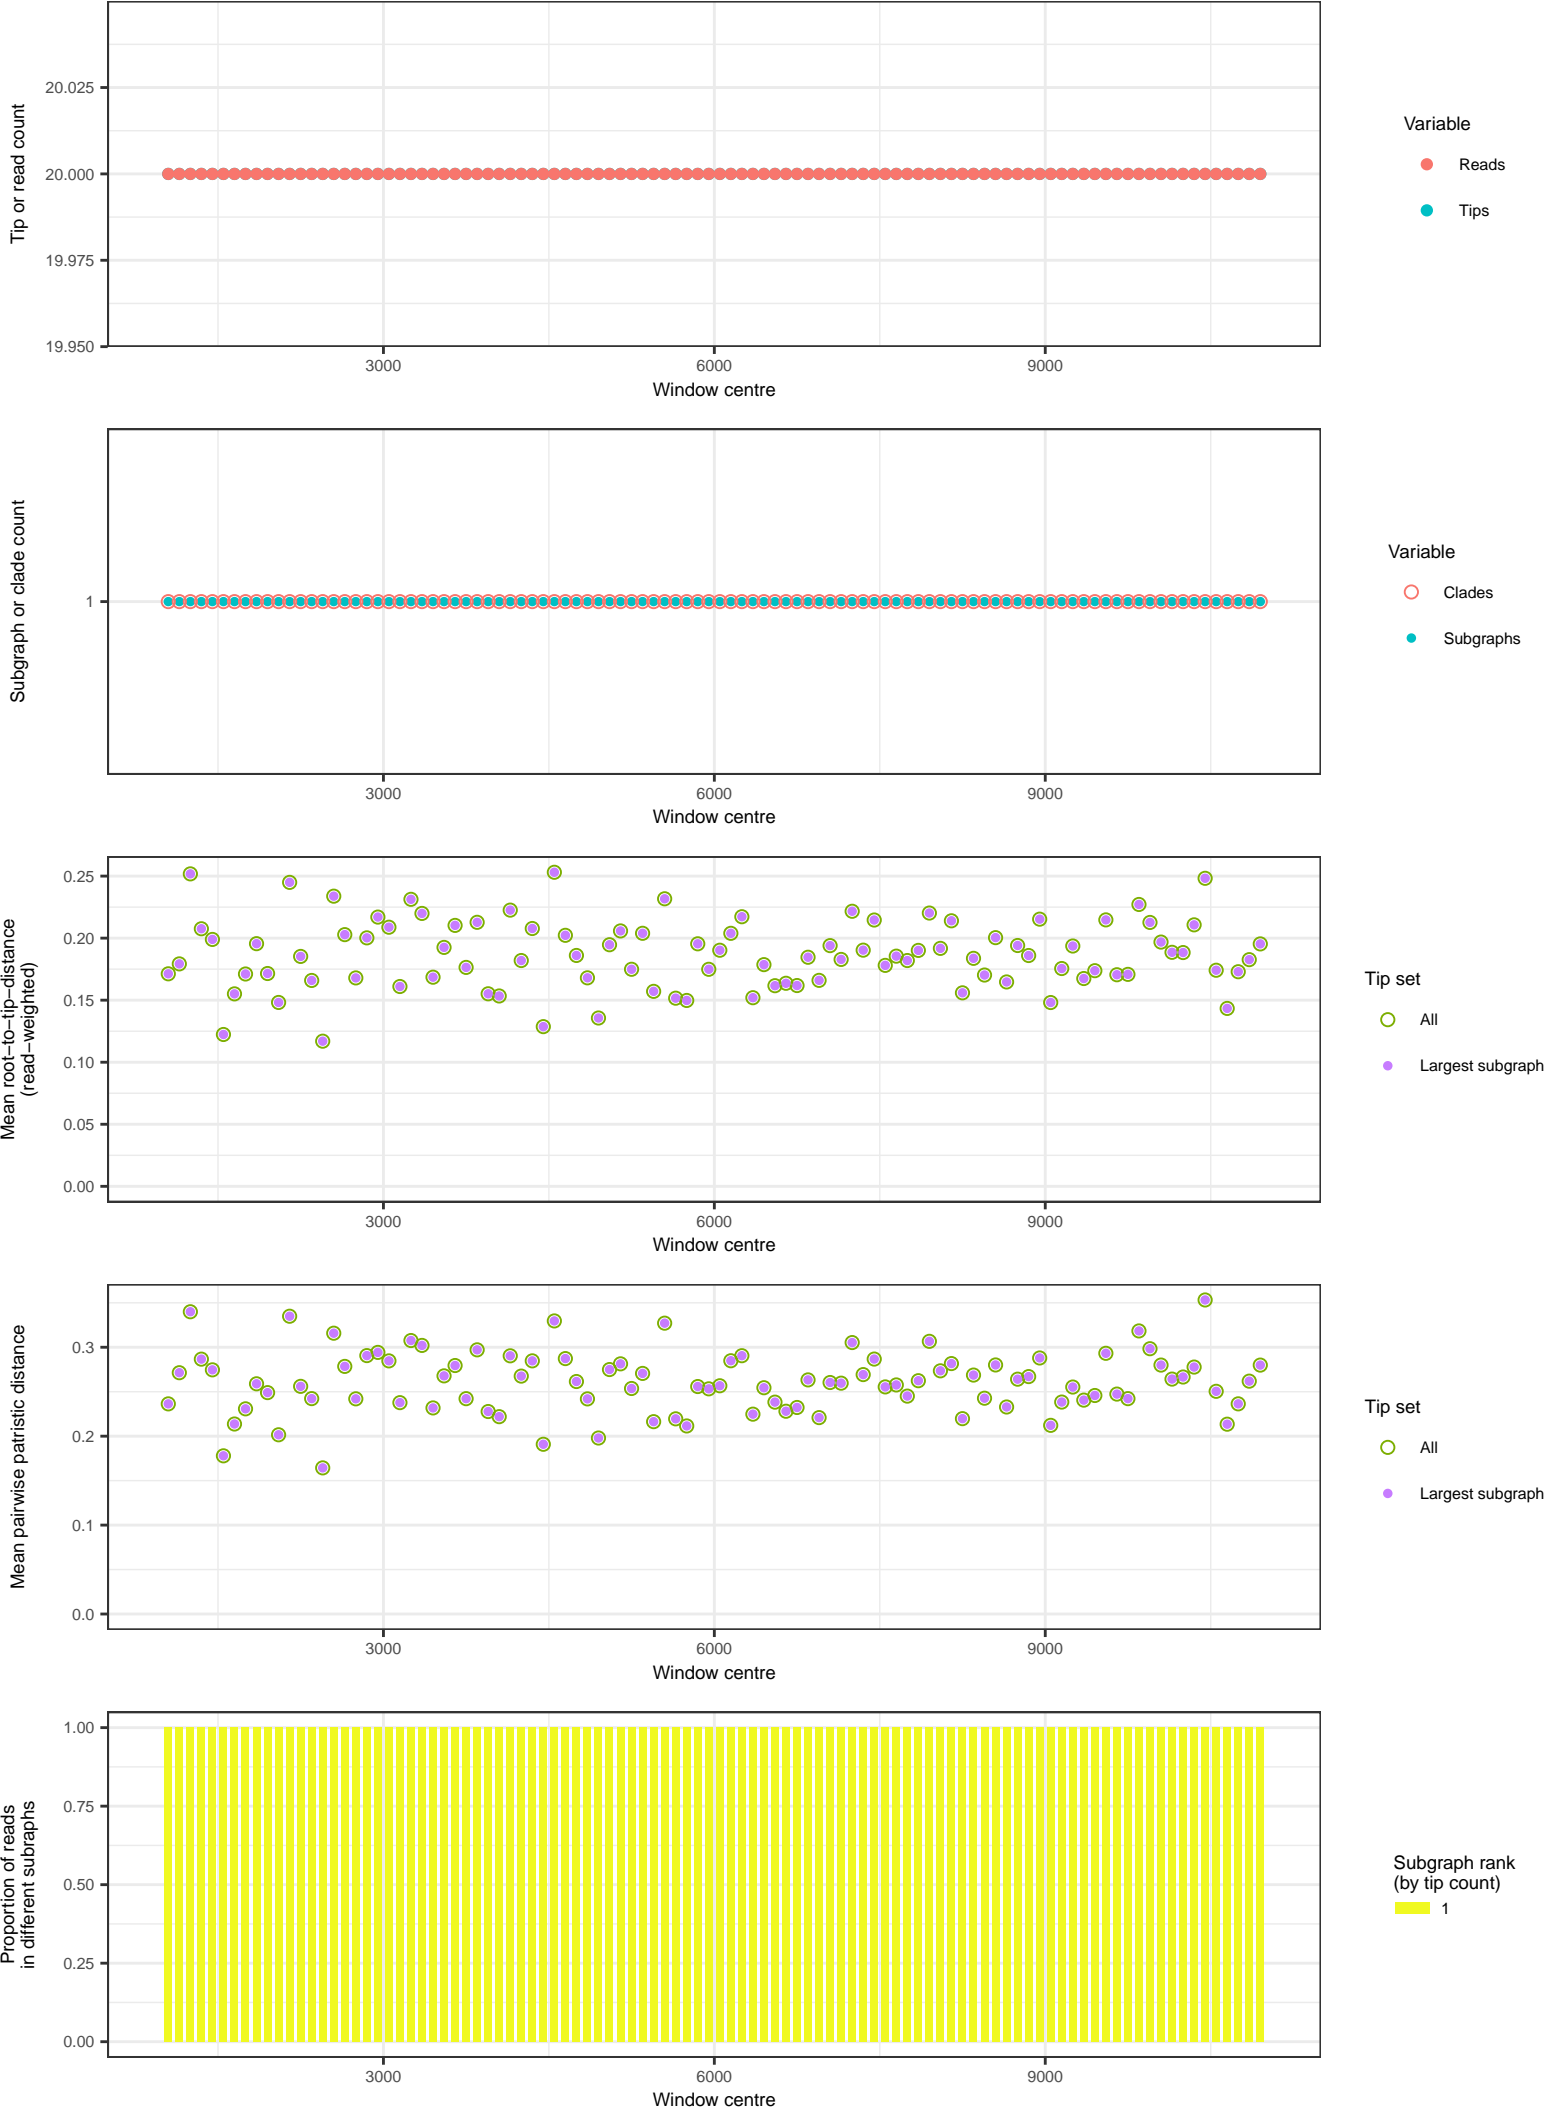 Tip or read count
20.025
20.000
19.975
19.950
3000
6000
9000
Window centre
Variable
Reads
Tips
Subgraph or clade count
1
3000
6000
9000
Window centre
Variable
Clades
Subgraphs
Mean root−to−tip−distance
(read−weighted)
0.25
0.20
0.15
0.10
0.05
0.00
3000
6000
9000
Window centre
Tip set
All
Largest subgraph
Mean pairwise patristic distance
0.3
0.2
0.1
0.0
3000
6000
9000
Window centre
Tip set
All
Largest subgraph
Proportion of reads
in different subraphs
1.00
0.75
0.50
0.25
0.00
3000
6000
9000
Window centre
Subgraph rank
(by tip count)
1